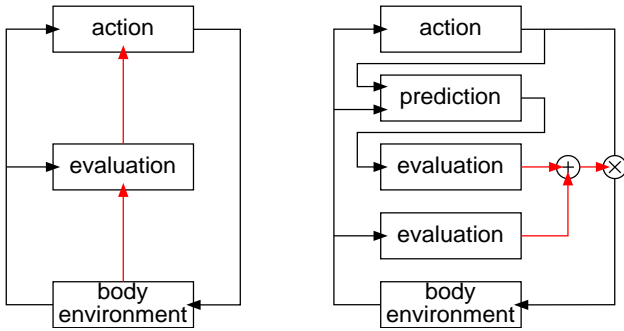 action
evaluation
body
environment
action
prediction
evaluation
evaluation
body
environment